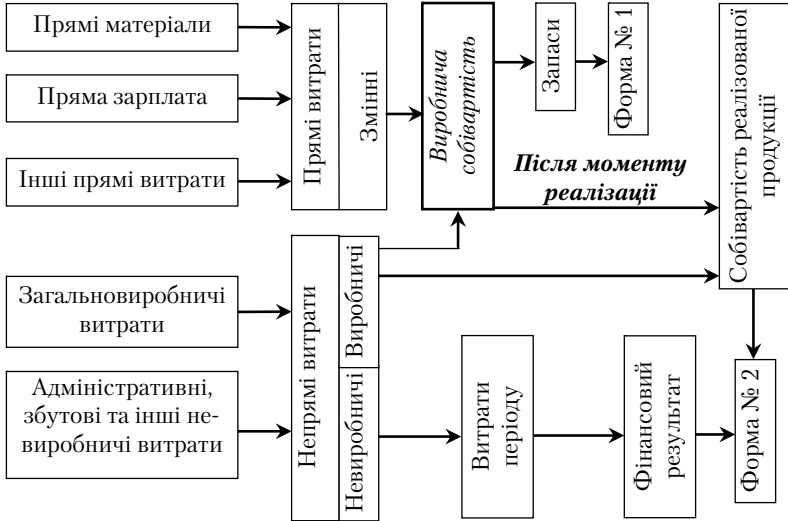 Прямі матеріали
Пряма зарплата
Інші прямі витрати
Прямі витрати
Змінні
Виробнича
собівартість
Запаси
Форма № 1
Після моменту
реалізації
Собівартість реалізованої
продукції
Загальновиробничі
витрати
Адміністративні,
збутові та інші не-
виробничі витрати
Непрямі витрати
Виробничі
Невиробничі
Витрати
періоду
Фінансовий
результат
Форма № 2